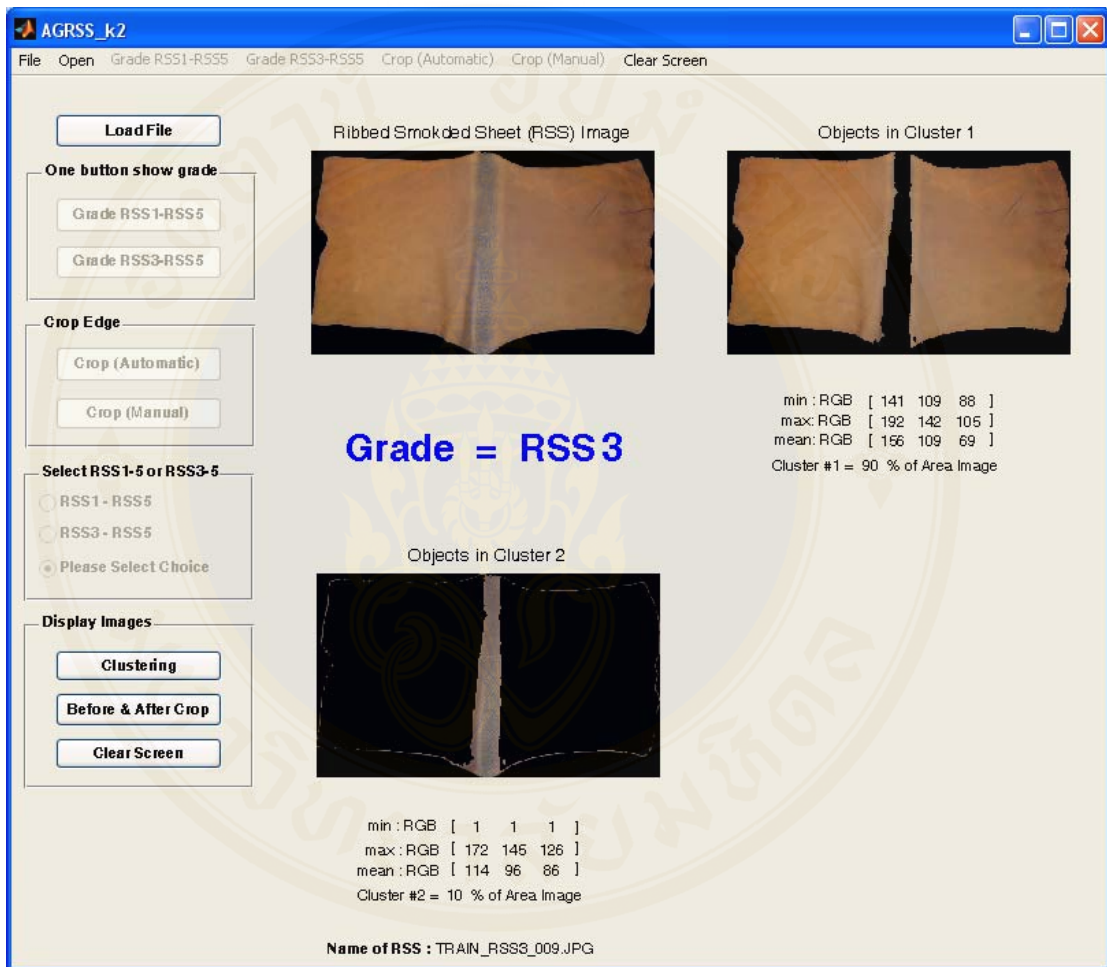 AGRSS_k2
File Open Grade RSS1-RSS5 Grade RSS3-RSS5 Crop (Automatic) Crop (Manual) Clear Screen
Load File
One button show grade
Grade RSS1-RSS5
Grade RSS3-RSS5
Crop Edge
Crop (Automatic)
Crop (Manual)
Select RSS1-5 or RSS3-5
RSS1 - RSS5
RSS3 - RSS5
Please Select Choice
Display Images
Clustering
Before & After Crop
Clear Screen
Ribbed Smokded Sheet (RSS) Image
Objects in Cluster 1
min : RGB [ 141 109 88 ]
max: RGB [ 192 142 105 ]
mean: RGB [ 156 109 69 ]
Cluster #1 = 90 % of Area Image
Grade = RSS 3
Objects in Cluster 2
min : RGB [ 1 1 1 ]
max : RGB [ 172 145 126 ]
mean : RGB [ 114 96 86 ]
Cluster #2 = 10 % of Area Image
Name of RSS : TRAIN_RSS3_009.JPG